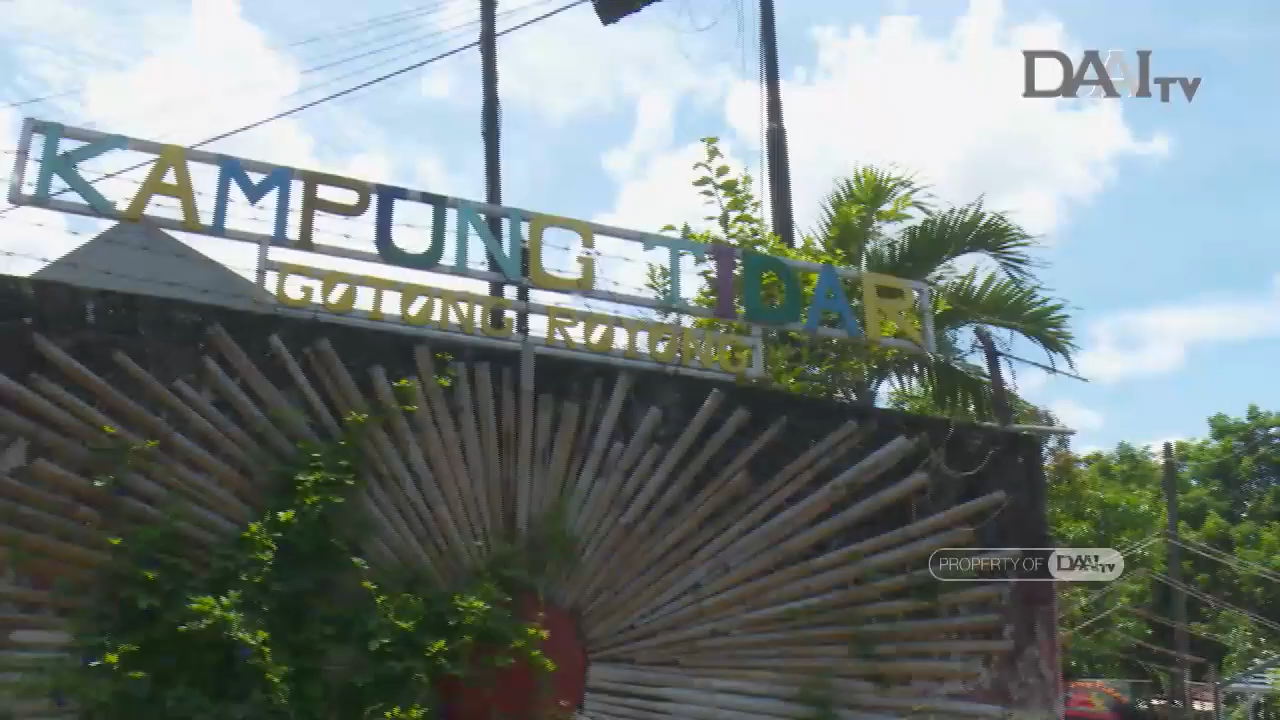 DAAI TV
KAMPUNG TIDAR
GOTONG ROYONG
PROPERTY OF DAAI TV